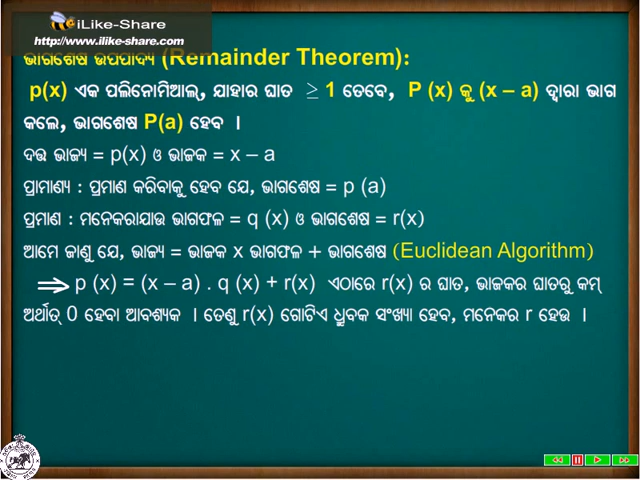 iLike-Share
http://www.ilike-share.com
ଭାଗଶେଷ ଉପପାଦ୍ୟ (Remainder Theorem):
p(x) ଏକ ପଲିନୋମିଆଲ୍, ଯାହାର ଘାତ ≥ 1 ତେବେ, P (x) କୁ (x – a) ଦ୍ୱାରା ଭାଗ
କଲେ, ଭାଗଶେଷ P(a) ହେବ ।
ଦତ୍ତ ଭାଜ୍ୟ = p(x) ଓ ଭାଜକ = x – a
ପ୍ରାମାଣ୍ୟ : ପ୍ରମାଣ କରିବାକୁ ହେବ ଯେ, ଭାଗଶେଷ = p (a)
ପ୍ରମାଣ : ମନେକରାଯାଉ ଭାଗଫଳ = q (x) ଓ ଭାଗଶେଷ = r(x)
ଆମେ ଜାଣୁ ଯେ, ଭାଜ୍ୟ = ଭାଜକ x ଭାଗଫଳ + ଭାଗଶେଷ (Euclidean Algorithm)
⇒ p (x) = (x – a) . q (x) + r(x) ଏଠାରେ r(x) ର ଘାତ, ଭାଜକର ଘାତରୁ କମ୍
ଅର୍ଥାତ୍ 0 ହେବା ଆବଶ୍ୟକ । ତେଣୁ r(x) ଗୋଟିଏ ଧ୍ରୁବକ ସଂଖ୍ୟା ହେବ, ମନେକର r ହେଉ ।